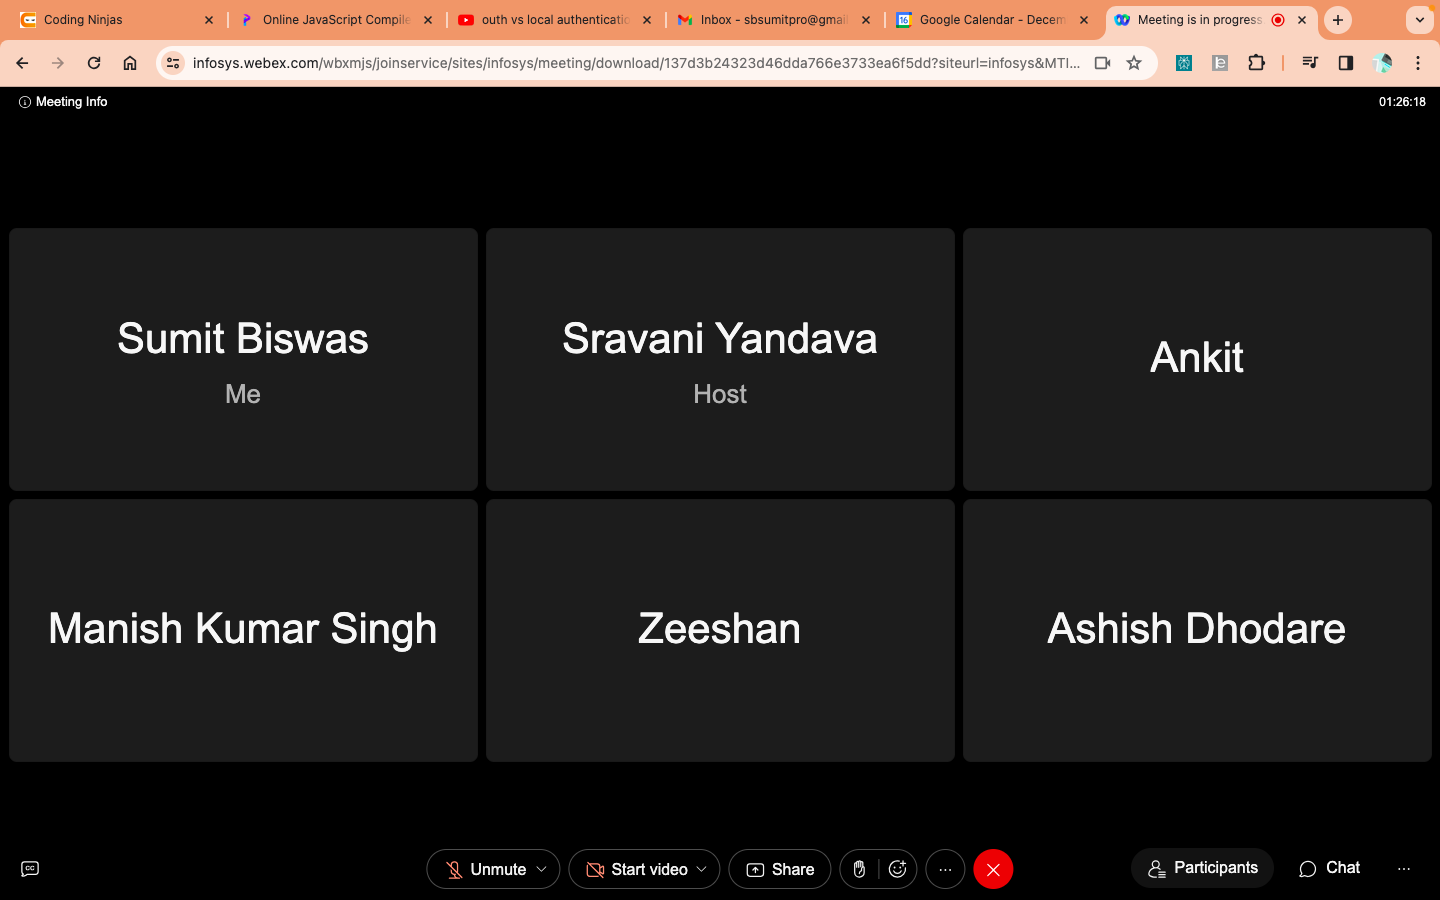 Coding Ninjas
Online JavaScript Compile
outh vs local authenticatio
Inbox - sbsumitpro@gmail
16
Google Calendar - Decem
Meeting is in progress
infosys.webex.com/wbxmjs/joinservice/sites/infosys/meeting/download/137d3b24323d46dda766e3733ea6f5dd?siteurl=infosys&MTI...
Meeting Info
01:26:18
Sumit Biswas
Me
Sravani Yandava
Host
Ankit
Manish Kumar Singh
Zeeshan
Ashish Dhodare
CC
Unmute
Start video
Share
Participants
Chat